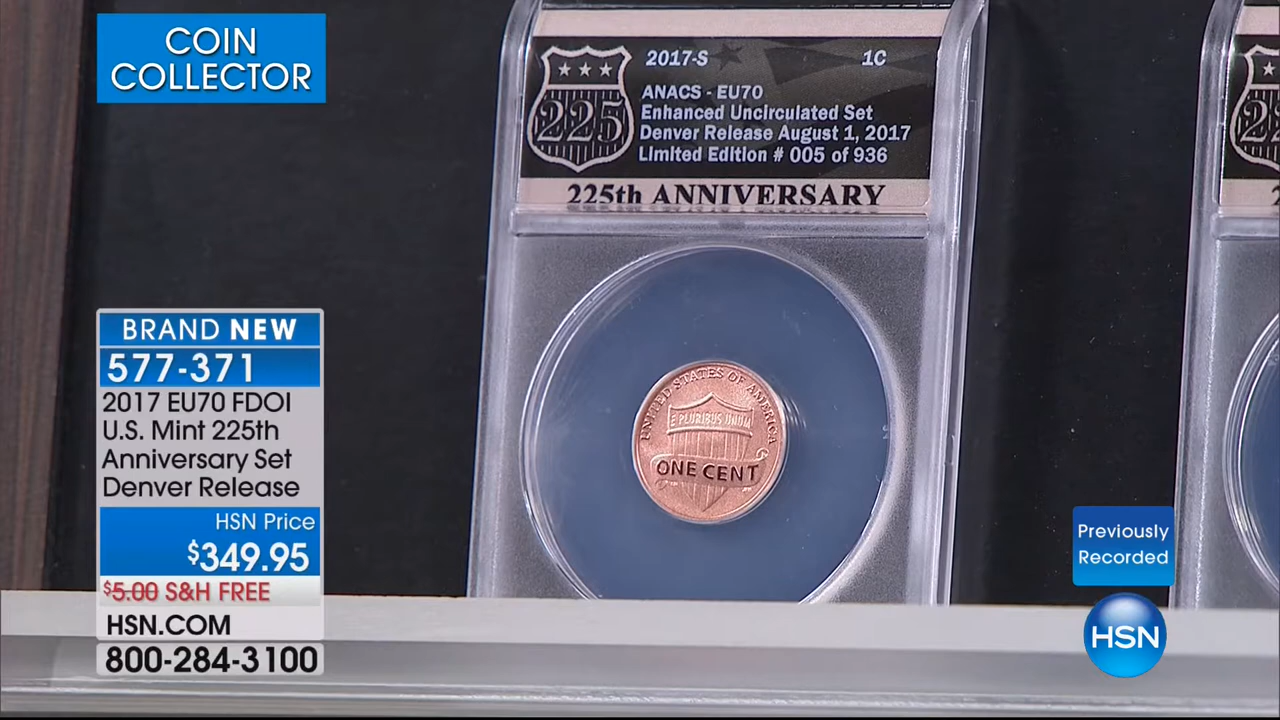 COIN
COLLECTOR
225
2017-S 1C
ANACS - EU70
Enhanced Uncirculated Set
Denver Release August 1, 2017
Limited Edition # 005 of 936
225th ANNIVERSARY
UNITED STATES OF AMERICA
E PLURIBUS UNUM
ONE CENT
BRAND NEW
577-371
2017 EU70 FDOI
U.S. Mint 225th
Anniversary Set
Denver Release
HSN Price
$349.95
$5.00 S&H FREE
HSN.COM
800-284-3100
Previously
Recorded
HSN